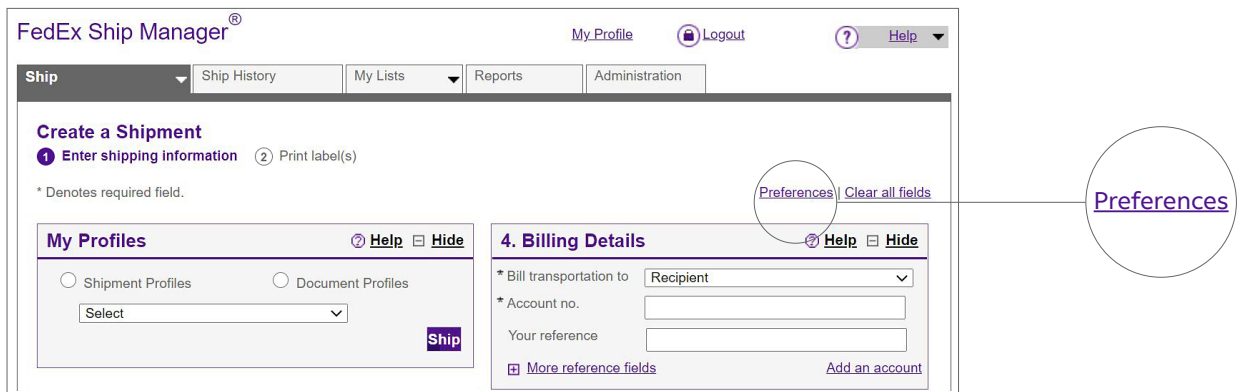 FedEx Ship Manager®
My Profile Logout ? Help
Ship Ship History My Lists Reports Administration
Create a Shipment
1 Enter shipping information 2 Print label(s)
* Denotes required field.
Preferences | Clear all fields
Preferences
My Profiles ? Help Hide
Shipment Profiles Document Profiles
Select
Ship
4. Billing Details ? Help Hide
* Bill transportation to Recipient
* Account no.
Your reference
More reference fields Add an account